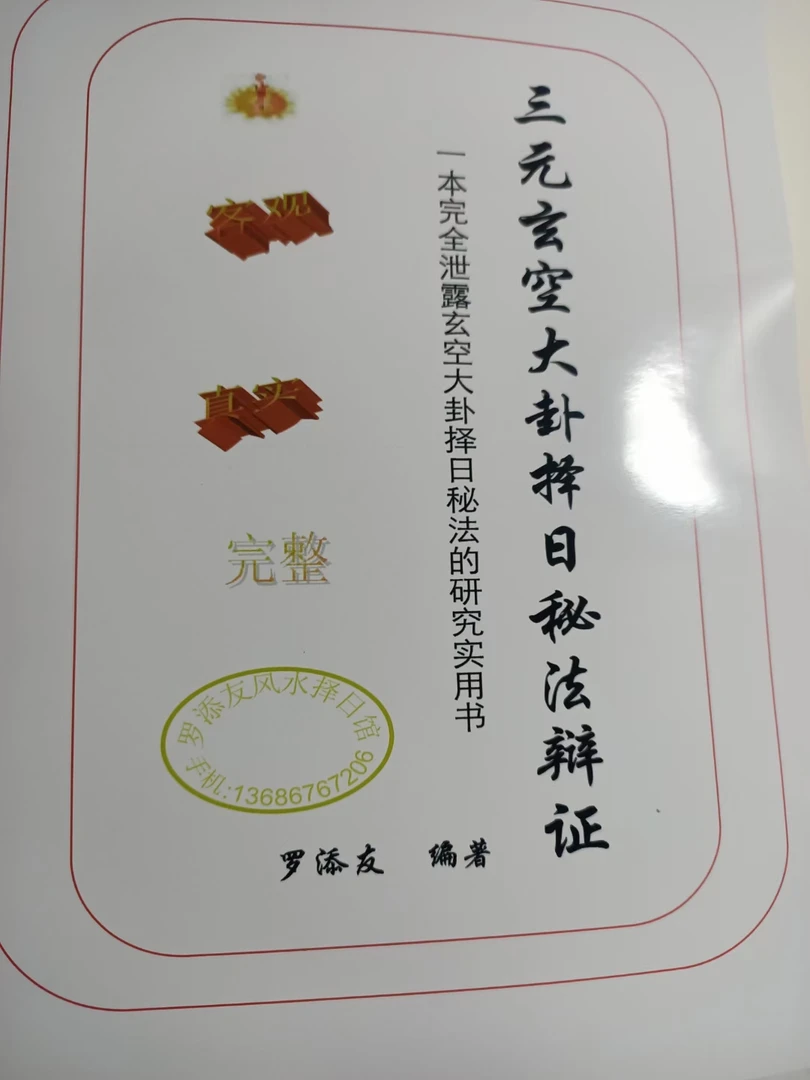 三元玄空大卦择日秘法辩证
一本完全泄露玄空大卦择日秘法的研究实用书
客观
真实
完整
罗添友风水择日馆
手机:13686767206
罗添友 编著